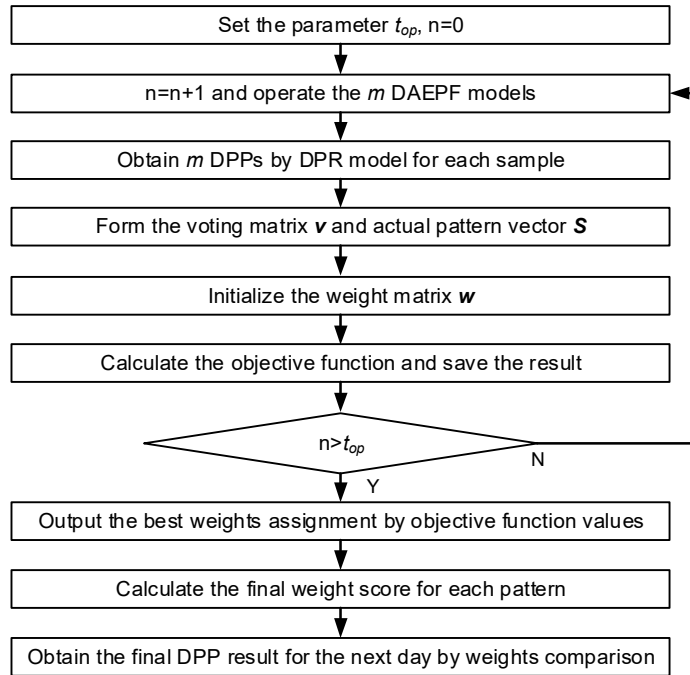 Set the parameter t_op, n=0
n=n+1 and operate the m DAEPF models
Obtain m DPPs by DPR model for each sample
Form the voting matrix v and actual pattern vector S
Initialize the weight matrix w
Calculate the objective function and save the result
n>t_op
N
Y
Output the best weights assignment by objective function values
Calculate the final weight score for each pattern
Obtain the final DPP result for the next day by weights comparison